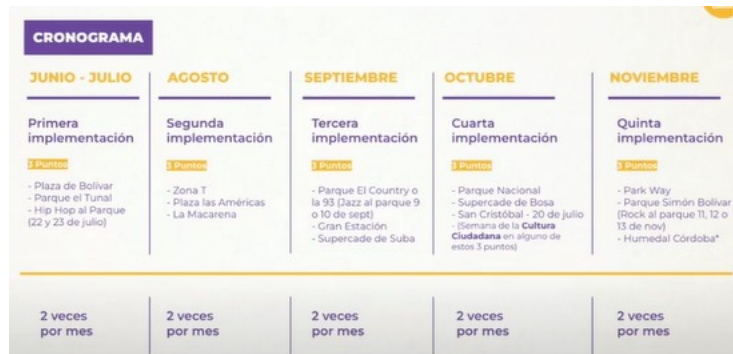 CRONOGRAMA
JUNIO - JULIO
Primera
implementación
3 Puntos
- Plaza de Bolívar
- Parque el Tunal
- Hip Hop al Parque
(22 y 23 de julio)
2 veces
por mes
AGOSTO
Segunda
implementación
3 Puntos
- Zona T
- Plaza las Américas
- La Macarena
2 veces
por mes
SEPTIEMBRE
Tercera
implementación
3 Puntos
- Parque El Country o
la 93 (Jazz al parque 9
o 10 de sept)
- Gran Estación
- Supercade de Suba
2 veces
por mes
OCTUBRE
Cuarta
implementación
3 Puntos
- Parque Nacional
- Supercade de Bosa
- San Cristóbal - 20 de julio
- (Semana de la Cultura
Ciudadana en alguno de
estos 3 puntos)
2 veces
por mes
NOVIEMBRE
Quinta
implementación
3 Puntos
- Park Way
- Parque Simón Bolívar
(Rock al parque 11, 12 o
13 de nov)
- Humedal Córdoba*
2 veces
por mes